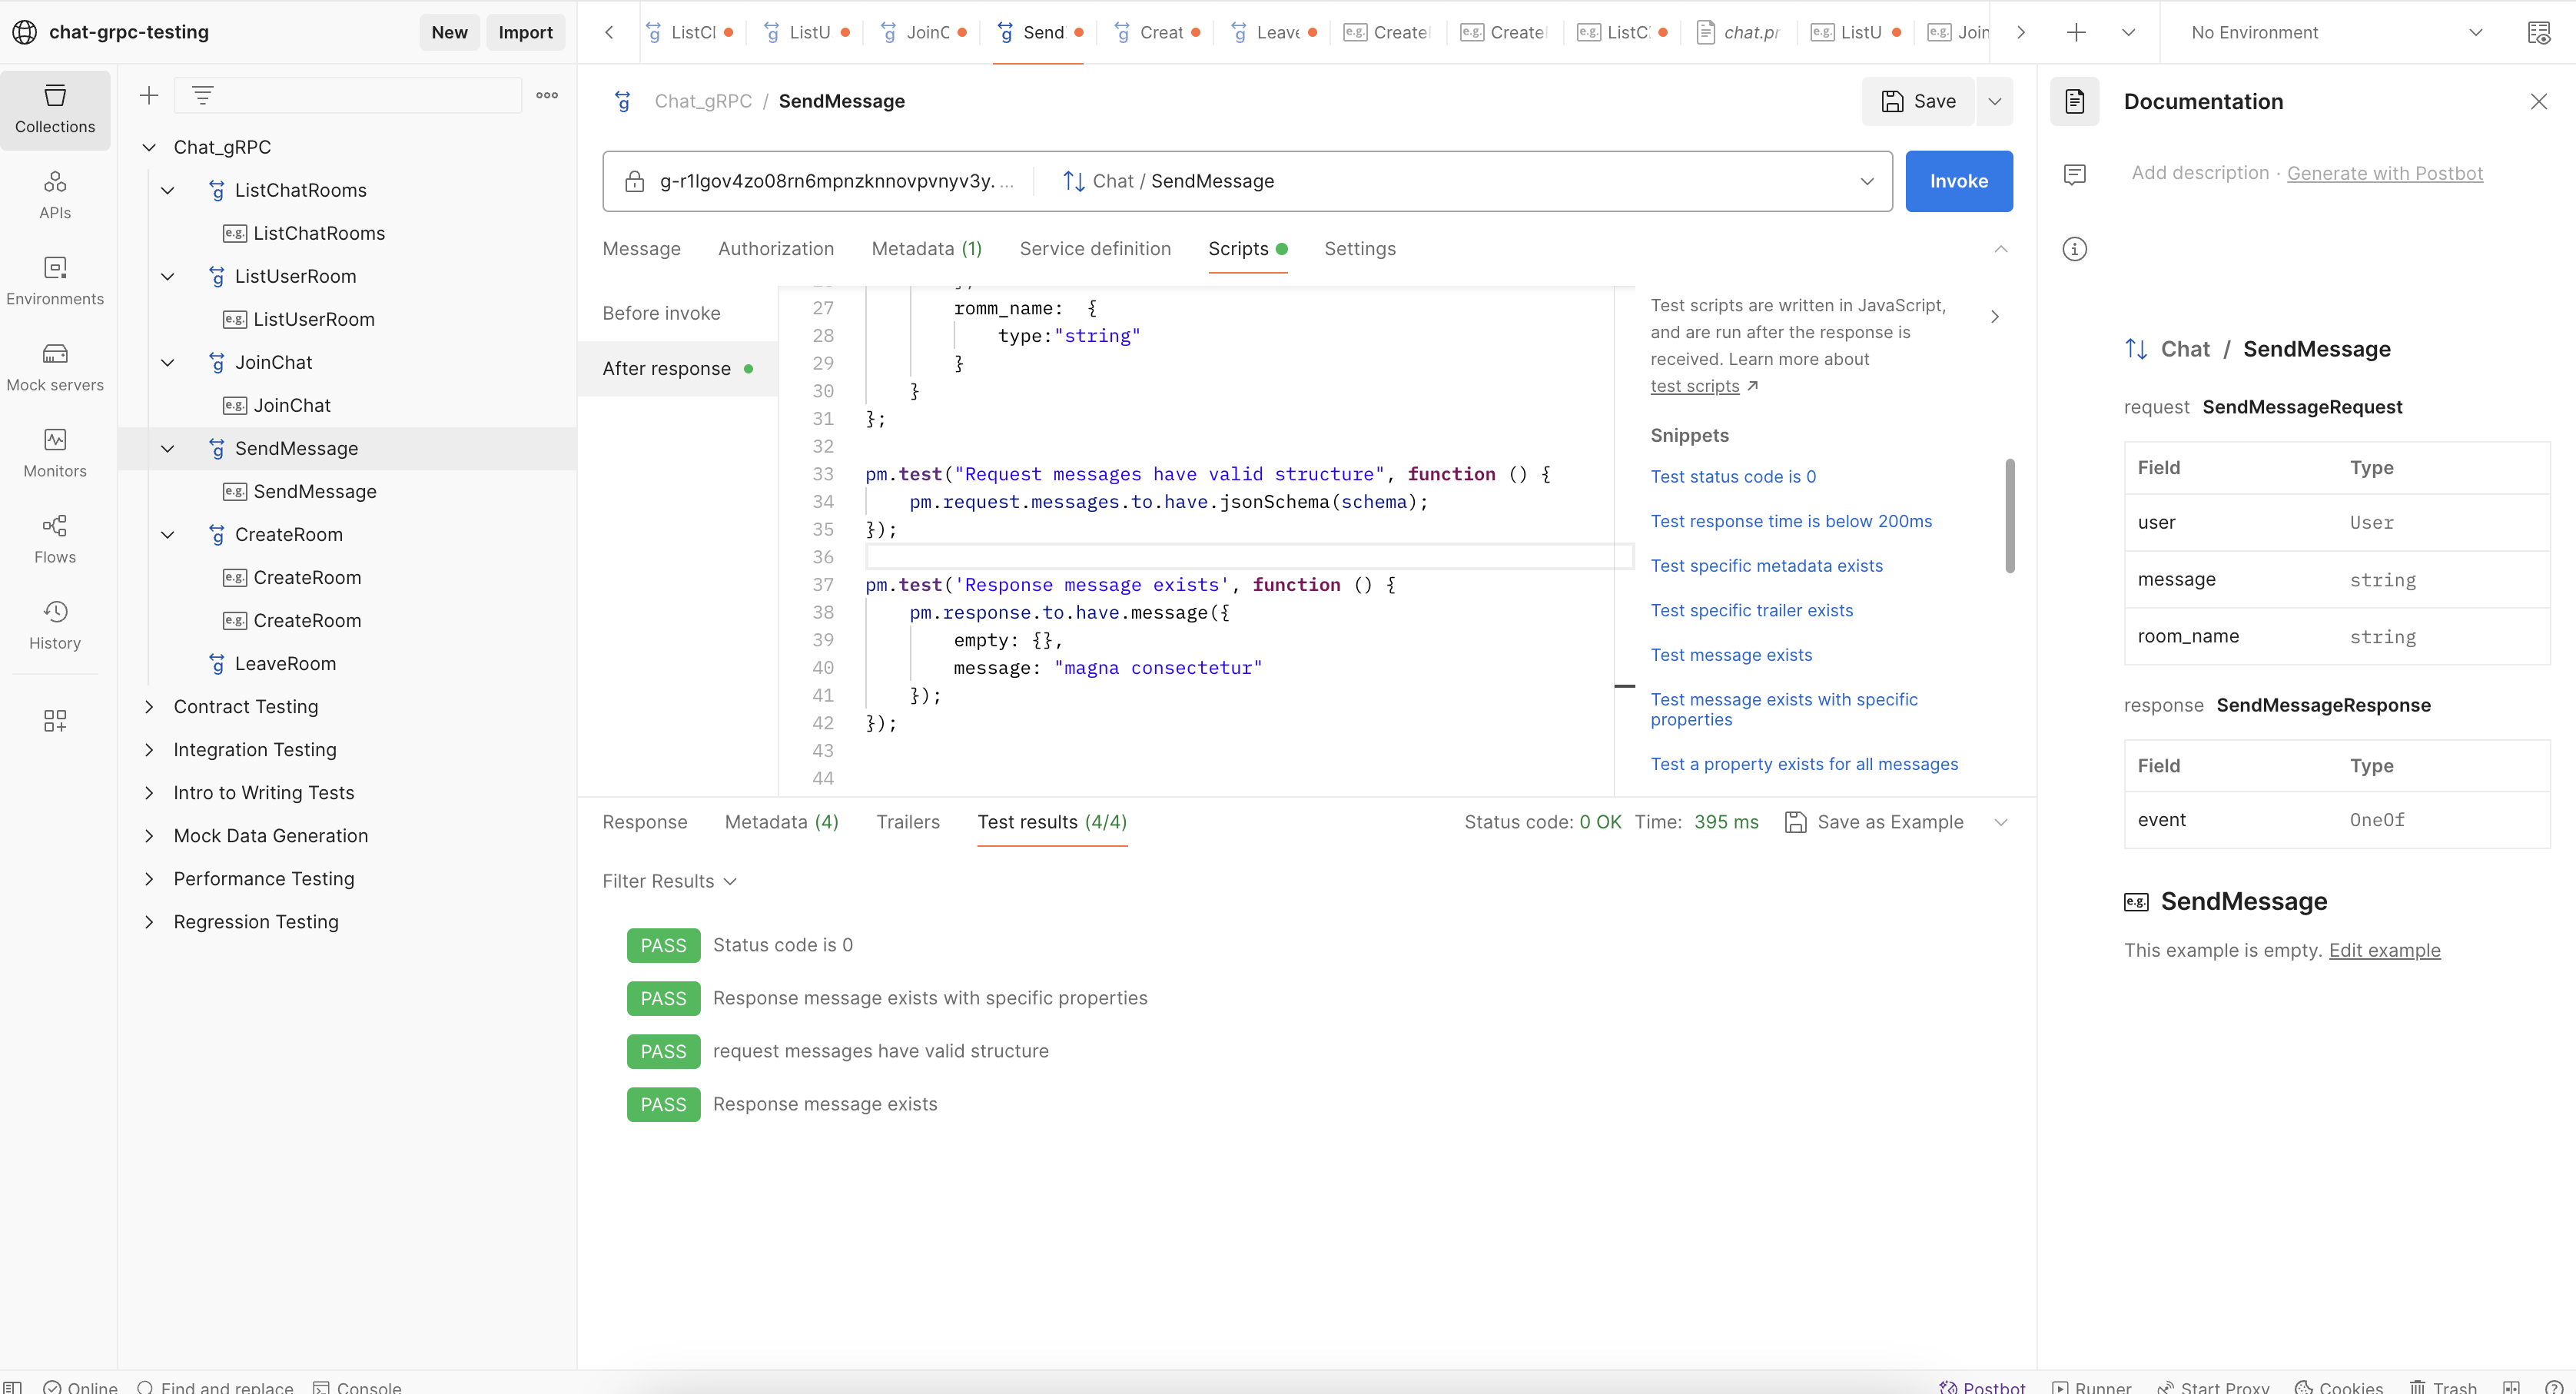 chat-grpc-testing
New
Import
ListCl
ListU
JoinC
Send
Creat
Leave
Create
Create
ListC
chat.pr
ListU
Join
No Environment
Collections
APIs
Environments
Mock servers
Monitors
Flows
History
Chat_gRPC
ListChatRooms
e.g. ListChatRooms
ListUserRoom
e.g. ListUserRoom
JoinChat
e.g. JoinChat
SendMessage
e.g. SendMessage
CreateRoom
e.g. CreateRoom
e.g. CreateRoom
LeaveRoom
Contract Testing
Integration Testing
Intro to Writing Tests
Mock Data Generation
Performance Testing
Regression Testing
Chat_gRPC / SendMessage
Save
g-r1lgov4zo08rn6mpnzknnovpvnyv3y. ...
Chat / SendMessage
Invoke
Message
Authorization
Metadata (1)
Service definition
Scripts
Settings
Before invoke
After response
27 romm_name: {
28 type:"string"
29 }
30 }
31 };
32
33 pm.test("Request messages have valid structure", function () {
34 pm.request.messages.to.have.jsonSchema(schema);
35 });
36
37 pm.test('Response message exists', function () {
38 pm.response.to.have.message({
39 empty: {},
40 message: "magna consectetur"
41 });
42 });
43
44
Test scripts are written in JavaScript,
and are run after the response is
received. Learn more about
test scripts ↗
Snippets
Test status code is 0
Test response time is below 200ms
Test specific metadata exists
Test specific trailer exists
Test message exists
Test message exists with specific
properties
Test a property exists for all messages
Response
Metadata (4)
Trailers
Test results (4/4)
Status code: 0 OK Time: 395 ms
Save as Example
Filter Results
PASS Status code is 0
PASS Response message exists with specific properties
PASS request messages have valid structure
PASS Response message exists
Documentation
Add description · Generate with Postbot
Chat / SendMessage
request SendMessageRequest
Field Type
user User
message string
room_name string
response SendMessageResponse
Field Type
event OneOf
e.g. SendMessage
This example is empty. Edit example
Online
Find and replace
Console
Postbot
Runner
Start Proxy
Cookies
Trash